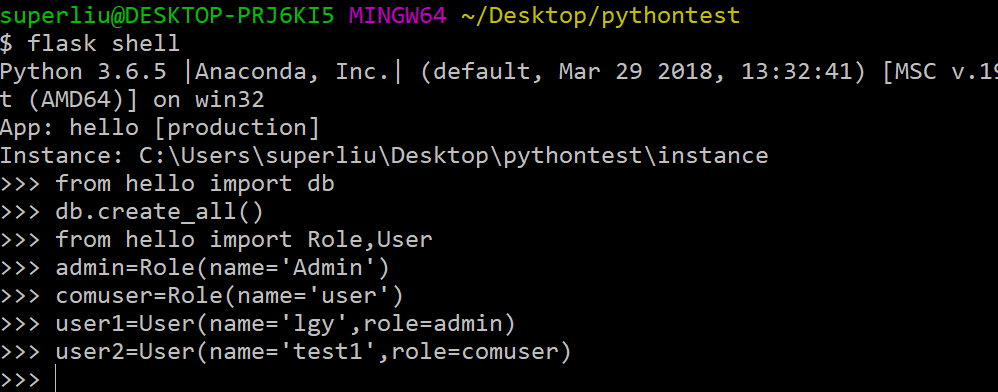 superliu@DESKTOP-PRJ6KI5 MINGW64 ~/Desktop/pythontest
$ flask shell
Python 3.6.5 |Anaconda, Inc.| (default, Mar 29 2018, 13:32:41) [MSC v.19
t (AMD64)] on win32
App: hello [production]
Instance: C:\Users\superliu\Desktop\pythontest\instance
>>> from hello import db
>>> db.create_all()
>>> from hello import Role,User
>>> admin=Role(name='Admin')
>>> comuser=Role(name='user')
>>> user1=User(name='lgy',role=admin)
>>> user2=User(name='test1',role=comuser)
>>>